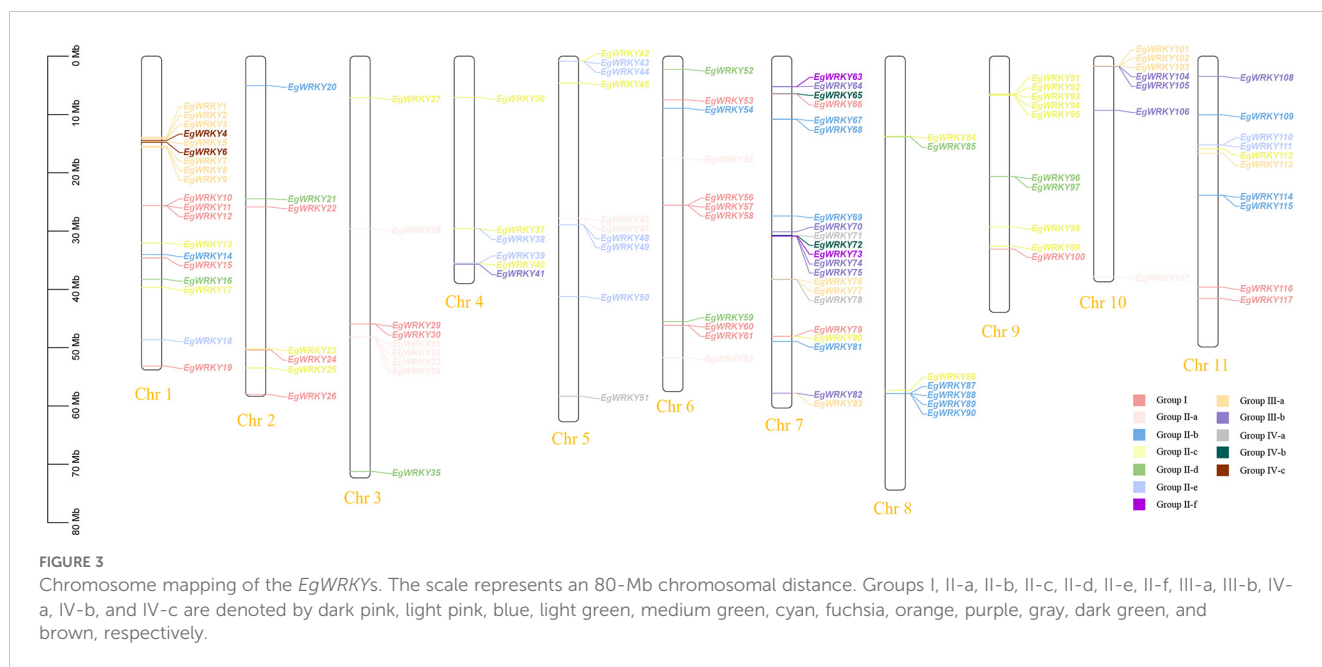 0 Mb
10 Mb
20 Mb
30 Mb
40 Mb
50 Mb
60 Mb
70 Mb
80 Mb
EgWRKY1
EgWRKY2
EgWRKY3
EgWRKY4
EgWRKY5
EgWRKY6
EgWRKY7
EgWRKY8
EgWRKY9
EgWRKY10
EgWRKY11
EgWRKY12
EgWRKY13
EgWRKY14
EgWRKY15
EgWRKY16
EgWRKY17
EgWRKY18
EgWRKY19
Chr 1
EgWRKY20
EgWRKY21
EgWRKY22
EgWRKY23
EgWRKY24
EgWRKY25
EgWRKY26
Chr 2
EgWRKY27
EgWRKY28
EgWRKY29
EgWRKY30
EgWRKY31
EgWRKY32
EgWRKY33
EgWRKY34
EgWRKY35
Chr 3
EgWRKY36
EgWRKY37
EgWRKY38
EgWRKY39
EgWRKY40
EgWRKY41
Chr 4
EgWRKY42
EgWRKY43
EgWRKY44
EgWRKY45
EgWRKY46
EgWRKY47
EgWRKY48
EgWRKY49
EgWRKY50
EgWRKY51
Chr 5
EgWRKY52
EgWRKY53
EgWRKY54
EgWRKY55
EgWRKY56
EgWRKY57
EgWRKY58
EgWRKY59
EgWRKY60
EgWRKY61
EgWRKY62
Chr 6
EgWRKY63
EgWRKY64
EgWRKY65
EgWRKY66
EgWRKY67
EgWRKY68
EgWRKY69
EgWRKY70
EgWRKY71
EgWRKY72
EgWRKY73
EgWRKY74
EgWRKY75
EgWRKY76
EgWRKY77
EgWRKY78
EgWRKY79
EgWRKY80
EgWRKY81
EgWRKY82
EgWRKY83
Chr 7
EgWRKY84
EgWRKY85
EgWRKY86
EgWRKY87
EgWRKY88
EgWRKY89
EgWRKY90
Chr 8
EgWRKY91
EgWRKY92
EgWRKY93
EgWRKY94
EgWRKY95
EgWRKY96
EgWRKY97
EgWRKY98
EgWRKY99
EgWRKY100
Chr 9
EgWRKY101
EgWRKY102
EgWRKY103
EgWRKY104
EgWRKY105
EgWRKY106
EgWRKY107
Chr 10
EgWRKY108
EgWRKY109
EgWRKY110
EgWRKY111
EgWRKY112
EgWRKY113
EgWRKY114
EgWRKY115
EgWRKY116
EgWRKY117
Chr 11
Group I
Group II-a
Group II-b
Group II-c
Group II-d
Group II-e
Group II-f
Group III-a
Group III-b
Group IV-a
Group IV-b
Group IV-c
FIGURE 3
Chromosome mapping of the EgWRKYs. The scale represents an 80-Mb chromosomal distance. Groups I, II-a, II-b, II-c, II-d, II-e, II-f, III-a, III-b, IV-
a, IV-b, and IV-c are denoted by dark pink, light pink, blue, light green, medium green, cyan, fuchsia, orange, purple, gray, dark green, and
brown, respectively.